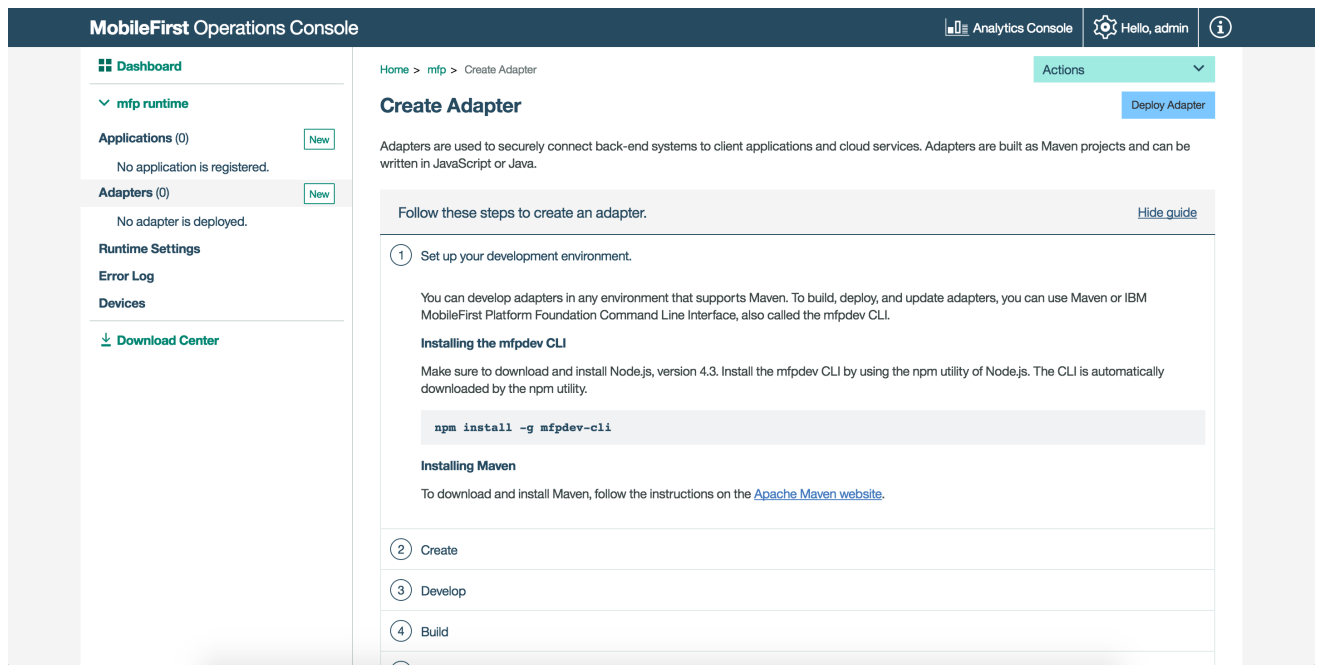 MobileFirst Operations Console
Analytics Console
Hello, admin
Dashboard
mfp runtime
Applications (0)
New
No application is registered.
Adapters (0)
New
No adapter is deployed.
Runtime Settings
Error Log
Devices
Download Center
Home > mfp > Create Adapter
Actions
Create Adapter
Deploy Adapter
Adapters are used to securely connect back-end systems to client applications and cloud services. Adapters are built as Maven projects and can be
written in JavaScript or Java.
Follow these steps to create an adapter.
Hide guide
1 Set up your development environment.
You can develop adapters in any environment that supports Maven. To build, deploy, and update adapters, you can use Maven or IBM
MobileFirst Platform Foundation Command Line Interface, also called the mfpdev CLI.
Installing the mfpdev CLI
Make sure to download and install Node.js, version 4.3. Install the mfpdev CLI by using the npm utility of Node.js. The CLI is automatically
downloaded by the npm utility.
npm install -g mfpdev-cli
Installing Maven
To download and install Maven, follow the instructions on the Apache Maven website.
2 Create
3 Develop
4 Build